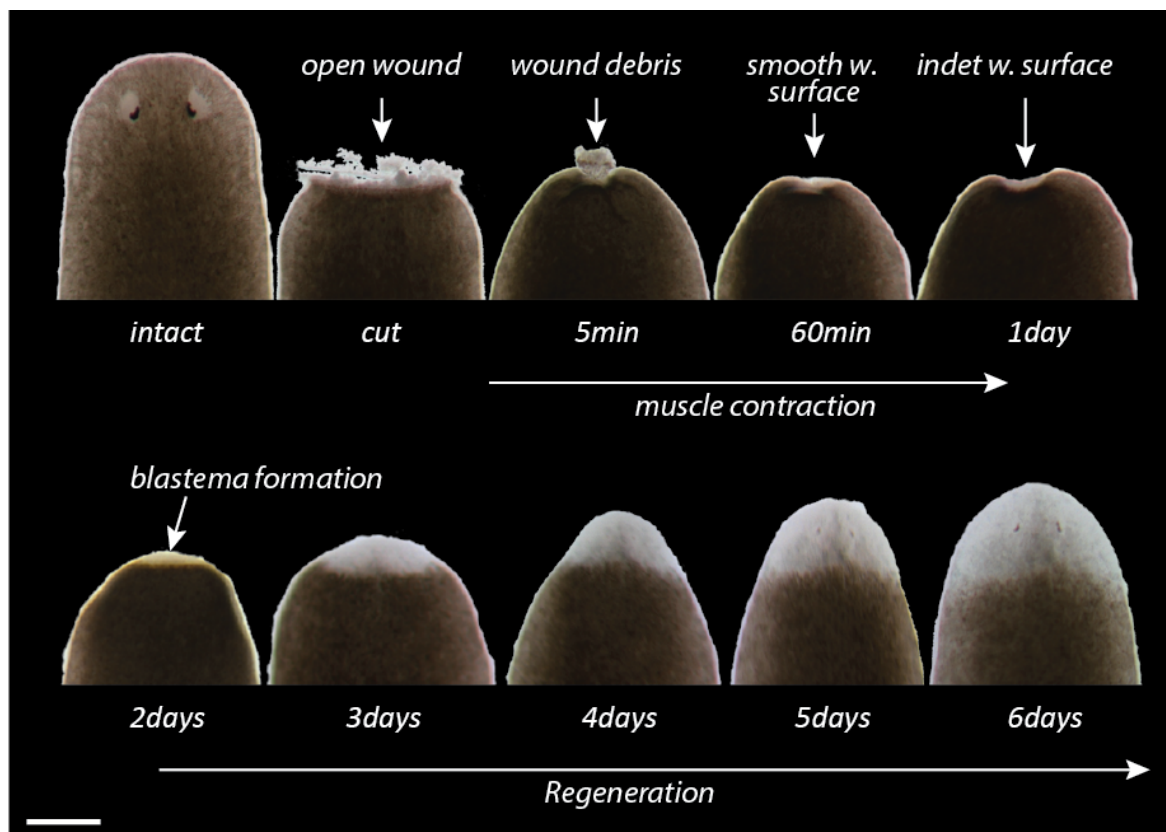 open wound
wound debris
smooth w.
surface
indet w. surface
intact
cut
5min
60min
1day
muscle contraction
blastema formation
2days
3days
4days
5days
6days
Regeneration